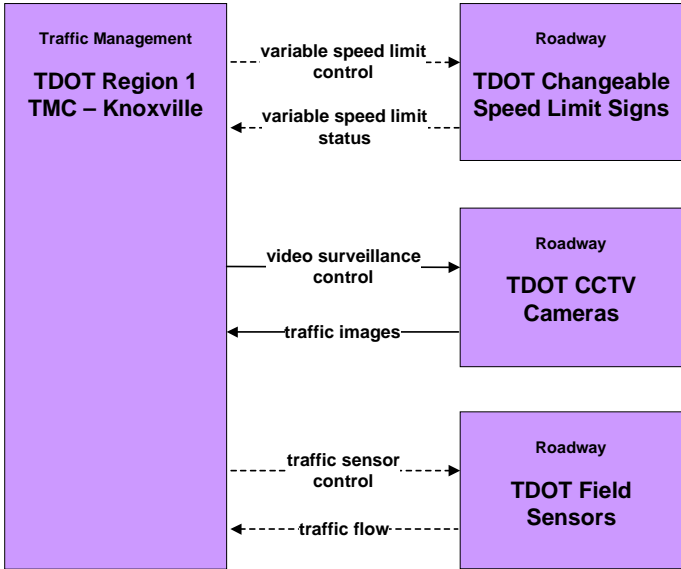 Traffic Management
TDOT Region 1
TMC – Knoxville
variable speed limit
control
variable speed limit
status
Roadway
TDOT Changeable
Speed Limit Signs
video surveillance
control
traffic images
Roadway
TDOT CCTV
Cameras
traffic sensor
control
traffic flow
Roadway
TDOT Field
Sensors